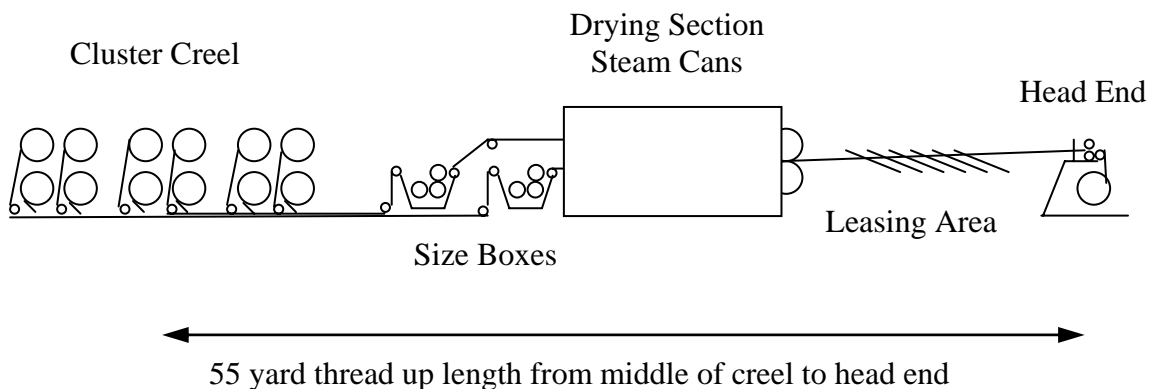 Drying Section
Steam Cans
Cluster Creel
Head End
Leasing Area
Size Boxes
55 yard thread up length from middle of creel to head end